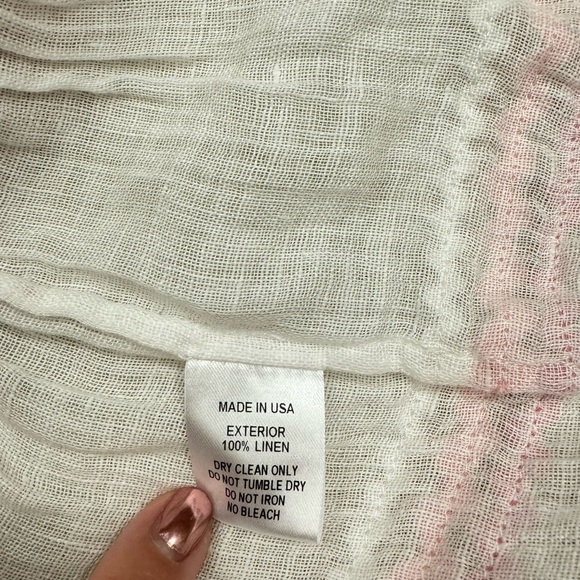 MADE IN USA
EXTERIOR
100% LINEN
DRY CLEAN ONLY
DO NOT TUMBLE DRY
DO NOT IRON
NO BLEACH